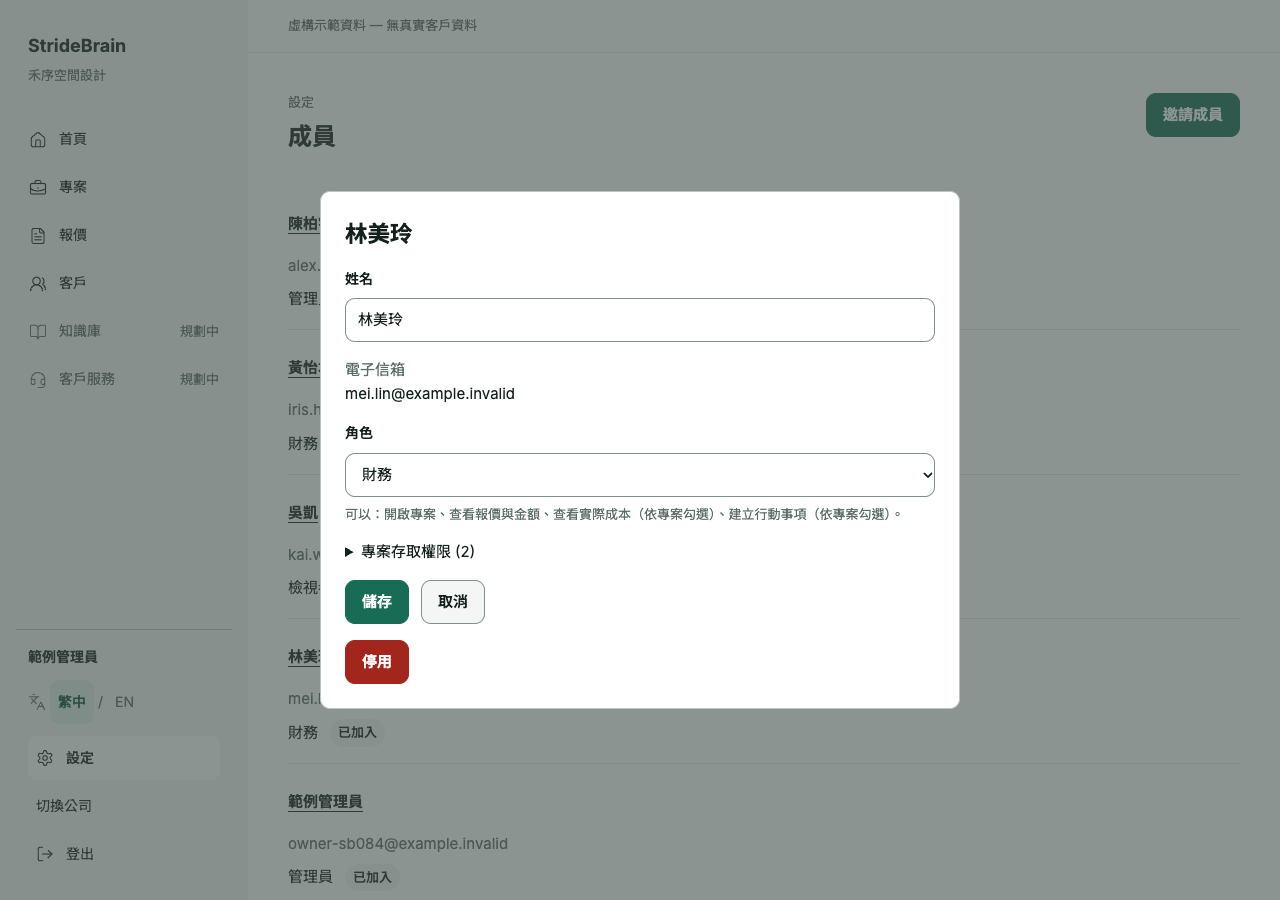 StrideBrain
禾序空間設計
首頁
專案
報價
客戶
知識庫 規劃中
客戶服務 規劃中
範例管理員
繁中 / EN
設定
切換公司
登出
虛構示範資料 — 無真實客戶資料
設定
成員
邀請成員
陳柏
alex.
管理
黃怡
iris.h
財務
吳凱
kai.w
檢視
林美
mei.l
財務 已加入
範例管理員
owner-sb084@example.invalid
管理員 已加入
林美玲
姓名
林美玲
電子信箱
mei.lin@example.invalid
角色
財務
可以：開啟專案、查看報價與金額、查看實際成本（依專案勾選）、建立行動事項（依專案勾選）。
專案存取權限 (2)
儲存 取消
停用